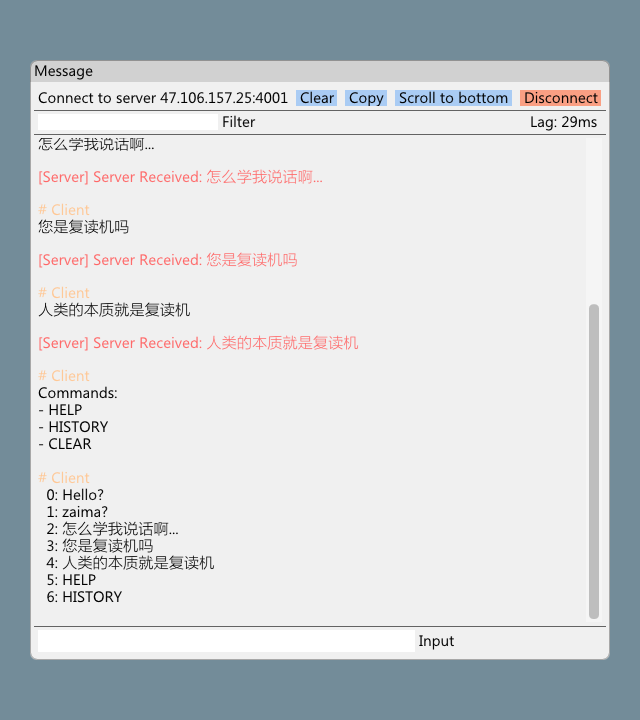 Message
Connect to server 47.106.157.25:4001 Clear Copy Scroll to bottom Disconnect
Filter Lag: 29ms
怎么学我说话啊...
[Server] Server Received: 怎么学我说话啊...
# Client
您是复读机吗
[Server] Server Received: 您是复读机吗
# Client
人类的本质就是复读机
[Server] Server Received: 人类的本质就是复读机
# Client
Commands:
- HELP
- HISTORY
- CLEAR
# Client
0: Hello?
1: zaima?
2: 怎么学我说话啊...
3: 您是复读机吗
4: 人类的本质就是复读机
5: HELP
6: HISTORY
Input